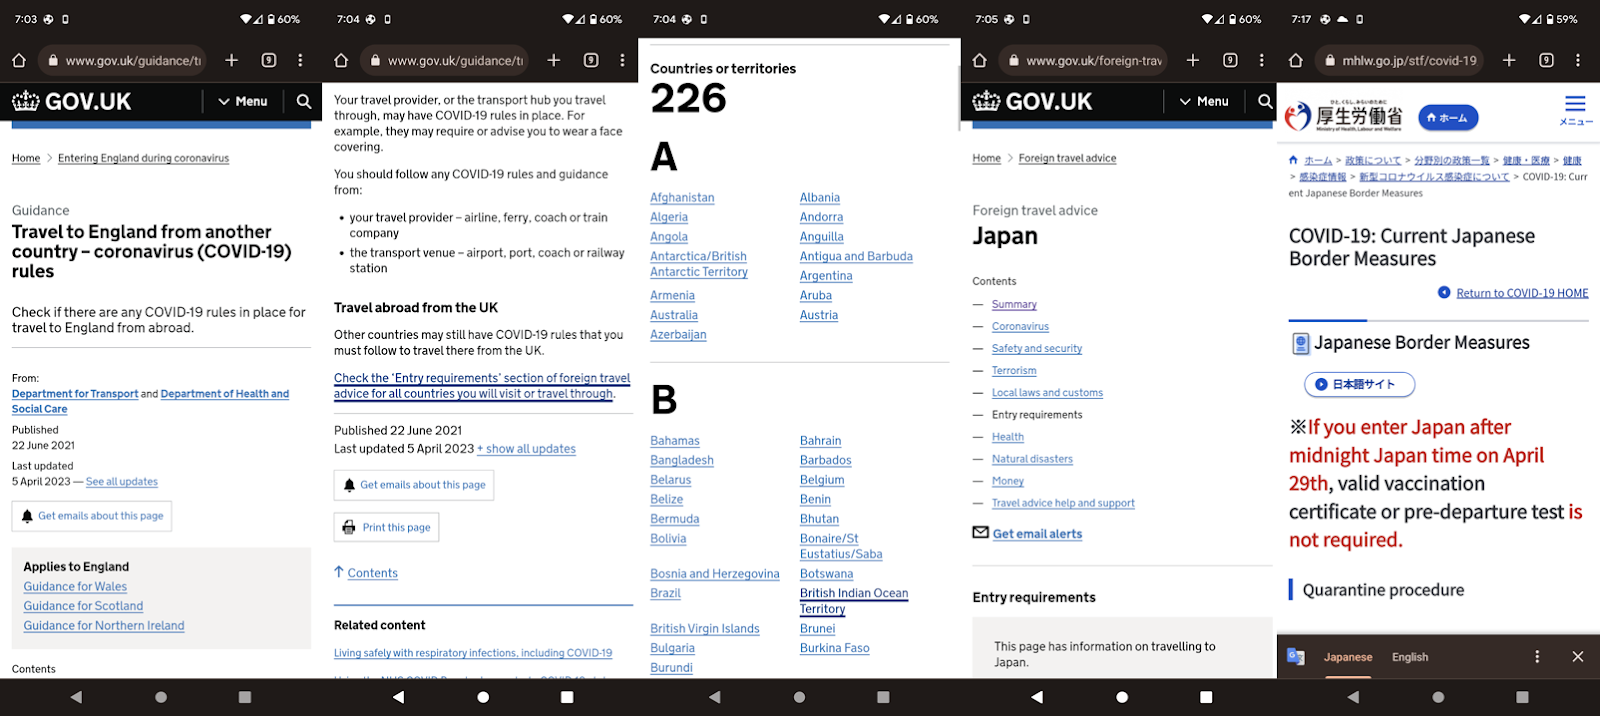 7:03
60%
www.gov.uk/guidance/tr
9
GOV.UK
Menu
Home > Entering England during coronavirus
Guidance
Travel to England from another
country – coronavirus (COVID-19)
rules
Check if there are any COVID-19 rules in place for
travel to England from abroad.
From:
Department for Transport and Department of Health and
Social Care
Published
22 June 2021
Last updated
5 April 2023 — See all updates
Get emails about this page
Applies to England
Guidance for Wales
Guidance for Scotland
Guidance for Northern Ireland
Contents
7:04
60%
www.gov.uk/guidance/tr
9
Your travel provider, or the transport hub you travel
through, may have COVID-19 rules in place. For
example, they may require or advise you to wear a face
covering.
You should follow any COVID-19 rules and guidance
from:
• your travel provider – airline, ferry, coach or train
company
• the transport venue – airport, port, coach or railway
station
Travel abroad from the UK
Other countries may still have COVID-19 rules that you
must follow to travel there from the UK.
Check the 'Entry requirements' section of foreign travel
advice for all countries you will visit or travel through.
Published 22 June 2021
Last updated 5 April 2023 + show all updates
Get emails about this page
Print this page
↑ Contents
Related content
Living safely with respiratory infections, including COVID-19
7:04
60%
Countries or territories
226
A
Afghanistan
Algeria
Angola
Antarctica/British
Antarctic Territory
Armenia
Australia
Azerbaijan
Albania
Andorra
Anguilla
Antigua and Barbuda
Argentina
Aruba
Austria
B
Bahamas
Bangladesh
Belarus
Belize
Bermuda
Bolivia
Bosnia and Herzegovina
Brazil
British Virgin Islands
Bulgaria
Burundi
Bahrain
Barbados
Belgium
Benin
Bhutan
Bonaire/St
Eustatius/Saba
Botswana
British Indian Ocean
Territory
Brunei
Burkina Faso
7:05
60%
www.gov.uk/foreign-trav
9
GOV.UK
Menu
Home > Foreign travel advice
Foreign travel advice
Japan
Contents
— Summary
— Coronavirus
— Safety and security
— Terrorism
— Local laws and customs
— Entry requirements
— Health
— Natural disasters
— Money
— Travel advice help and support
Get email alerts
Entry requirements
This page has information on travelling to
Japan.
7:17
59%
mhlw.go.jp/stf/covid-19
9
ひと、くらし、みらいのために
厚生労働省
Ministry of Health, Labour and Welfare
ホーム
メニュー
ホーム > 政策について > 分野別の政策一覧 > 健康・医療 > 健康
> 感染症情報 > 新型コロナウイルス感染症について > COVID-19: Curr
ent Japanese Border Measures
COVID-19: Current Japanese
Border Measures
Return to COVID-19 HOME
Japanese Border Measures
日本語サイト
※If you enter Japan after
midnight Japan time on April
29th, valid vaccination
certificate or pre-departure test is
not required.
Quarantine procedure
Japanese
English